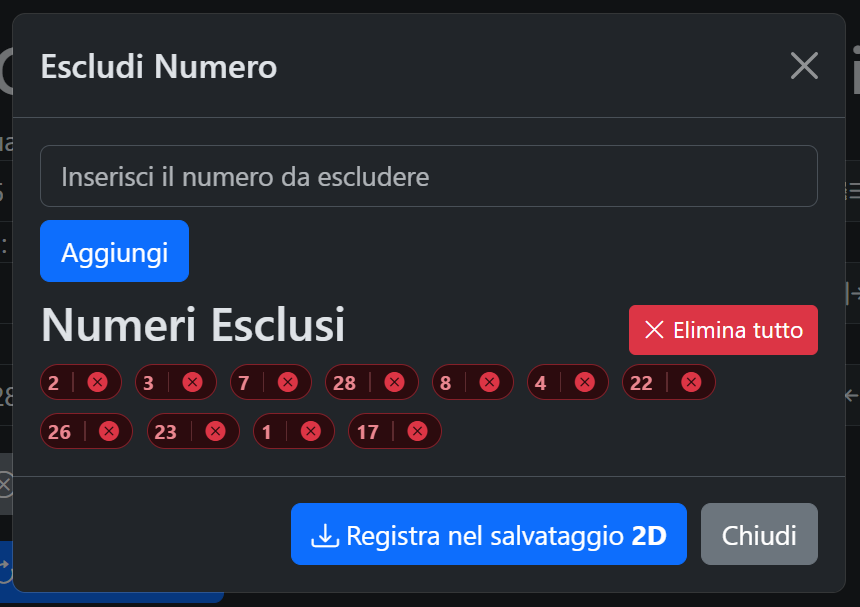 Escludi Numero
Inserisci il numero da escludere
Aggiungi
Numeri Esclusi
Elimina tutto
2 3 7 28 8 4 22
26 23 1 17
Registra nel salvataggio 2D
Chiudi